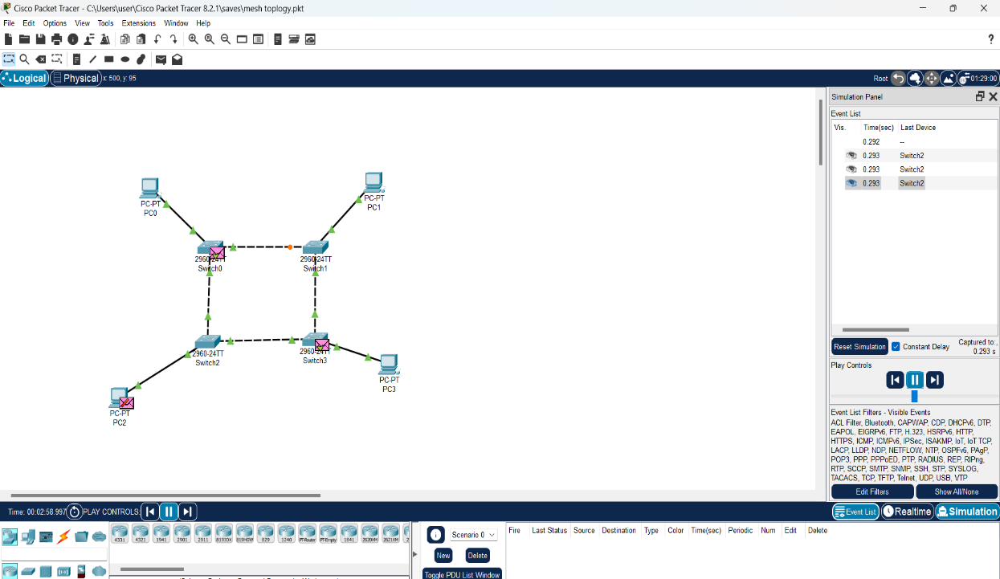 Cisco Packet Tracer - C:\Users\user\Cisco Packet Tracer 8.2.1\saves\mesh toplogy.pkt
File Edit Options View Tools Extensions Window Help
?
Logical Physical x: 500, y: 95 Root 01:29:00
Simulation Panel
Event List
Vis. Time(sec) Last Device
0.292 --
0.293 Switch2
0.293 Switch2
0.293 Switch2
PC-PT
PC0
PC-PT
PC1
2960-24TT
Switch0
2960-24TT
Switch1
2960-24TT
Switch2
2960-24TT
Switch3
PC-PT
PC3
PC-PT
PC2
Reset Simulation Constant Delay Captured to:
0.293 s
Play Controls
Event List Filters - Visible Events
ACL Filter, Bluetooth, CAPWAP, CDP, DHCPv6, DTP,
EAPOL, EIGRPv6, FTP, H.323, HSRPv6, HTTP,
HTTPS, ICMP, ICMPv6, IPSec, ISAKMP, IoT, IoT TCP,
LACP, LLDP, NDP, NETFLOW, NTP, OSPFv6, PAgP,
POP3, PPP, PPPoED, PTP, RADIUS, REP, RIPng,
RTP, SCCP, SMTP, SNMP, SSH, STP, SYSLOG,
TACACS, TCP, TFTP, Telnet, UDP, USB, VTP
Edit Filters Show All/None
Time: 00:02:58.997 PLAY CONTROLS: Event List Realtime Simulation
4331 4321 1941 2901 2911 819IOX 819HGW 829 1240 PT-Router PT-Empty 1841 2620XM 2621XM
Scenario 0
New Delete
Toggle PDU List Window
Fire Last Status Source Destination Type Color Time(sec) Periodic Num Edit Delete